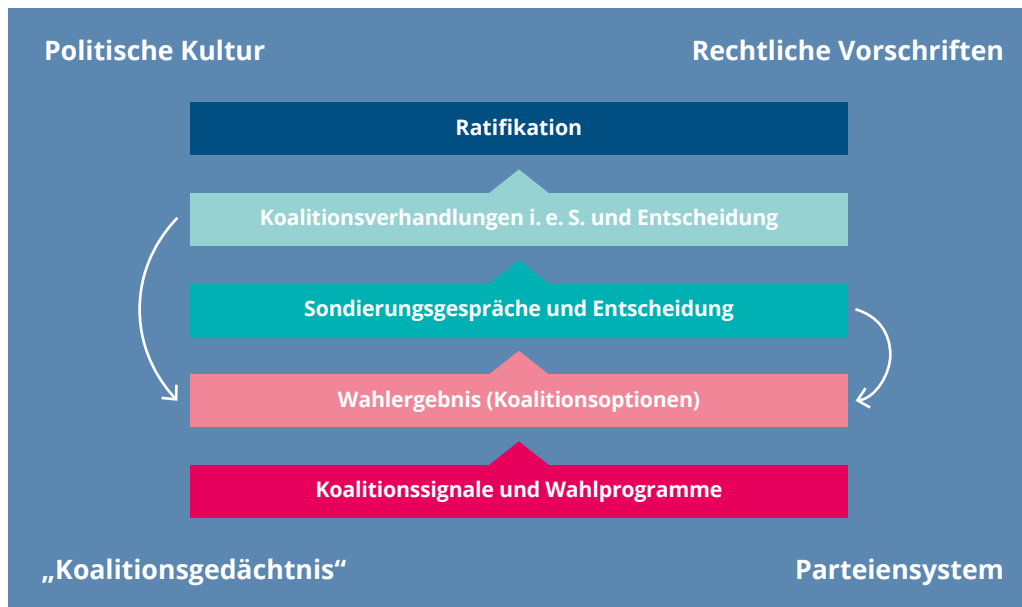 Politische Kultur
Rechtliche Vorschriften
Ratifikation
Koalitionsverhandlungen i. e. S. und Entscheidung
Sondierungsgespräche und Entscheidung
Wahlergebnis (Koalitionsoptionen)
Koalitionssignale und Wahlprogramme
„Koalitionsgedächtnis“
Parteiensystem